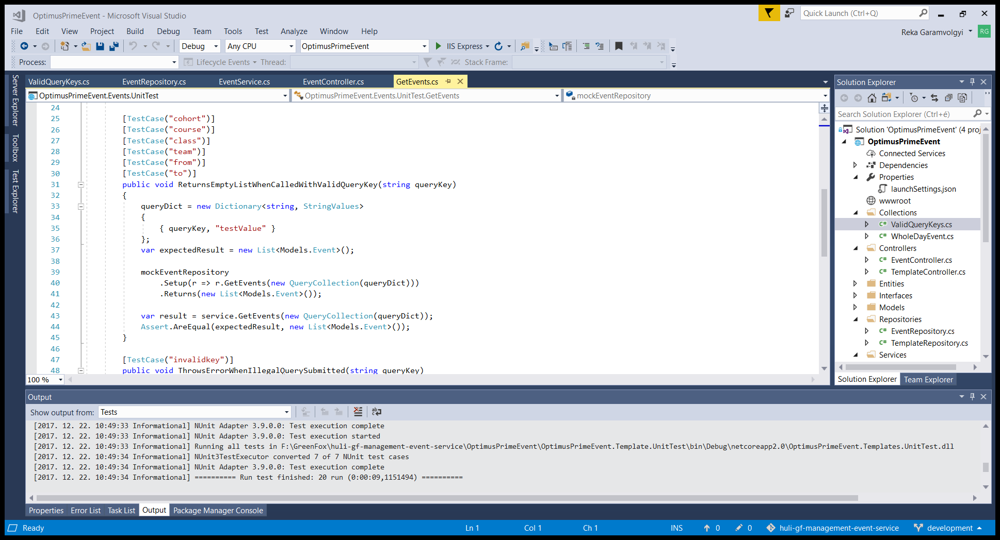 OptimusPrimeEvent - Microsoft Visual Studio
Quick Launch (Ctrl+Q)
File Edit View Project Build Debug Team Tools Test Analyze Window Help
Reka Garamvolgyi RG
Debug Any CPU OptimusPrimeEvent IIS Express
Process: Lifecycle Events Thread: Stack Frame:
Server Explorer
Toolbox
Test Explorer
ValidQueryKeys.cs EventRepository.cs EventService.cs EventController.cs GetEvents.cs
OptimusPrimeEvent.Events.UnitTest OptimusPrimeEvent.Events.UnitTest.GetEvents mockEventRepository
24
25 [TestCase("cohort")]
26 [TestCase("course")]
27 [TestCase("class")]
28 [TestCase("team")]
29 [TestCase("from")]
30 [TestCase("to")]
31 public void ReturnsEmptyListWhenCalledWithValidQueryKey(string queryKey)
32 {
33 queryDict = new Dictionary<string, StringValues>
34 {
35 { queryKey, "testValue" }
36 };
37 var expectedResult = new List<Models.Event>();
38
39 mockEventRepository
40 .Setup(r => r.GetEvents(new QueryCollection(queryDict)))
41 .Returns(new List<Models.Event>());
42
43 var result = service.GetEvents(new QueryCollection(queryDict));
44 Assert.AreEqual(expectedResult, new List<Models.Event>());
45 }
46
47 [TestCase("invalidkey")]
48 public void ThrowsErrorWhenIllegalQuerySubmitted(string queryKey)
100 %
Solution Explorer
Search Solution Explorer (Ctrl+é)
Solution 'OptimusPrimeEvent' (4 proj
OptimusPrimeEvent
Connected Services
Dependencies
Properties
launchSettings.json
wwwroot
Collections
C# ValidQueryKeys.cs
C# WholeDayEvent.cs
Controllers
C# EventController.cs
C# TemplateController.cs
Entities
Interfaces
Models
Repositories
C# EventRepository.cs
C# TemplateRepository.cs
Services
Solution Explorer Team Explorer
Output
Show output from: Tests
[2017. 12. 22. 10:49:33 Informational] NUnit Adapter 3.9.0.0: Test execution complete
[2017. 12. 22. 10:49:33 Informational] NUnit Adapter 3.9.0.0: Test execution started
[2017. 12. 22. 10:49:33 Informational] Running all tests in F:\GreenFox\huli-gf-management-event-service\OptimusPrimeEvent\OptimusPrimeEvent.Template.UnitTest\bin\Debug\netcoreapp2.0\OptimusPrimeEvent.Templates.UnitTest.dll
[2017. 12. 22. 10:49:34 Informational] NUnit3TestExecutor converted 7 of 7 NUnit test cases
[2017. 12. 22. 10:49:34 Informational] NUnit Adapter 3.9.0.0: Test execution complete
[2017. 12. 22. 10:49:34 Informational] ========== Run test finished: 20 run (0:00:09,1151494) ==========
Properties Error List Task List Output Package Manager Console
Ready Ln 1 Col 1 Ch 1 INS 0 0 huli-gf-management-event-service development